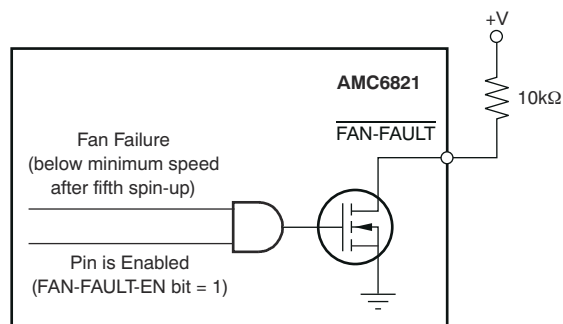 +V
AMC6821
10kΩ
FAN-FAULT
Fan Failure
(below minimum speed
after fifth spin-up)
Pin is Enabled
(FAN-FAULT-EN bit = 1)